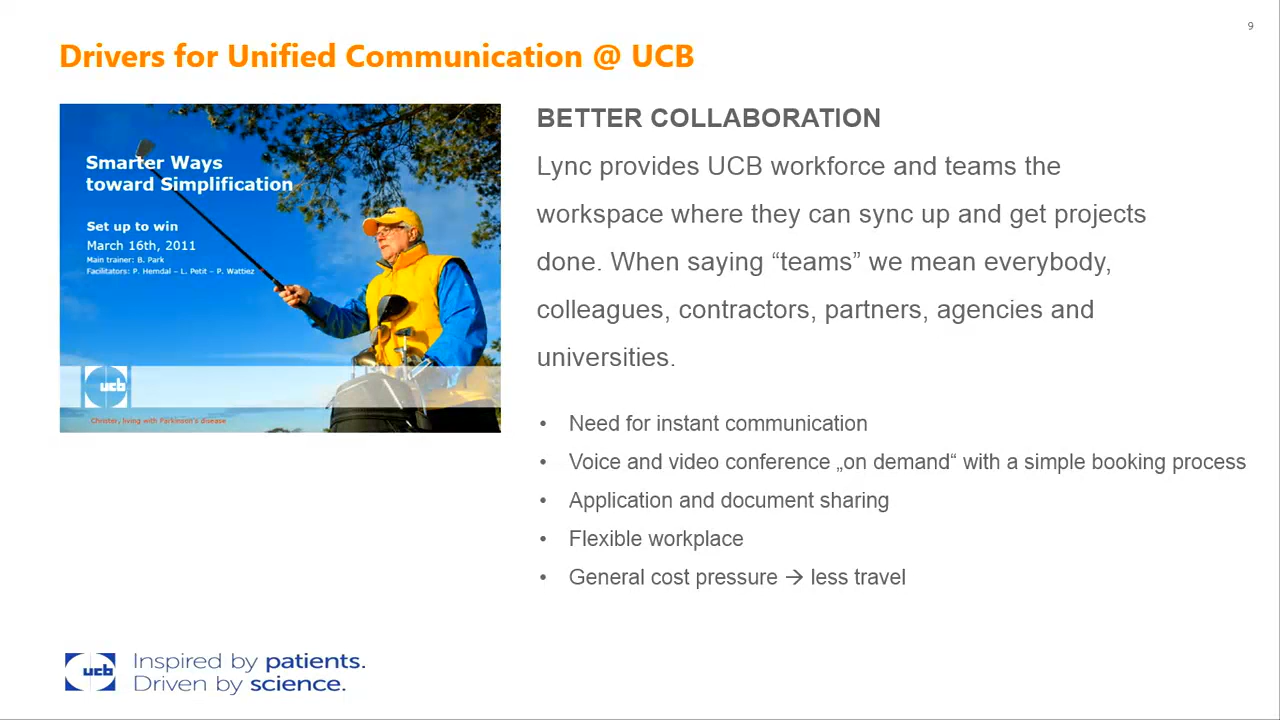 9
Drivers for Unified Communication @ UCB
Smarter Ways
toward Simplification
Set up to win
March 16th, 2011
Main trainer: B. Park
Facilitators: P. Hemdal – L. Petit – P. Wattiez
ucb
Christer, living with Parkinson's disease
BETTER COLLABORATION
Lync provides UCB workforce and teams the
workspace where they can sync up and get projects
done. When saying “teams” we mean everybody,
colleagues, contractors, partners, agencies and
universities.
• Need for instant communication
• Voice and video conference „on demand“ with a simple booking process
• Application and document sharing
• Flexible workplace
• General cost pressure → less travel
ucb
Inspired by patients.
Driven by science.